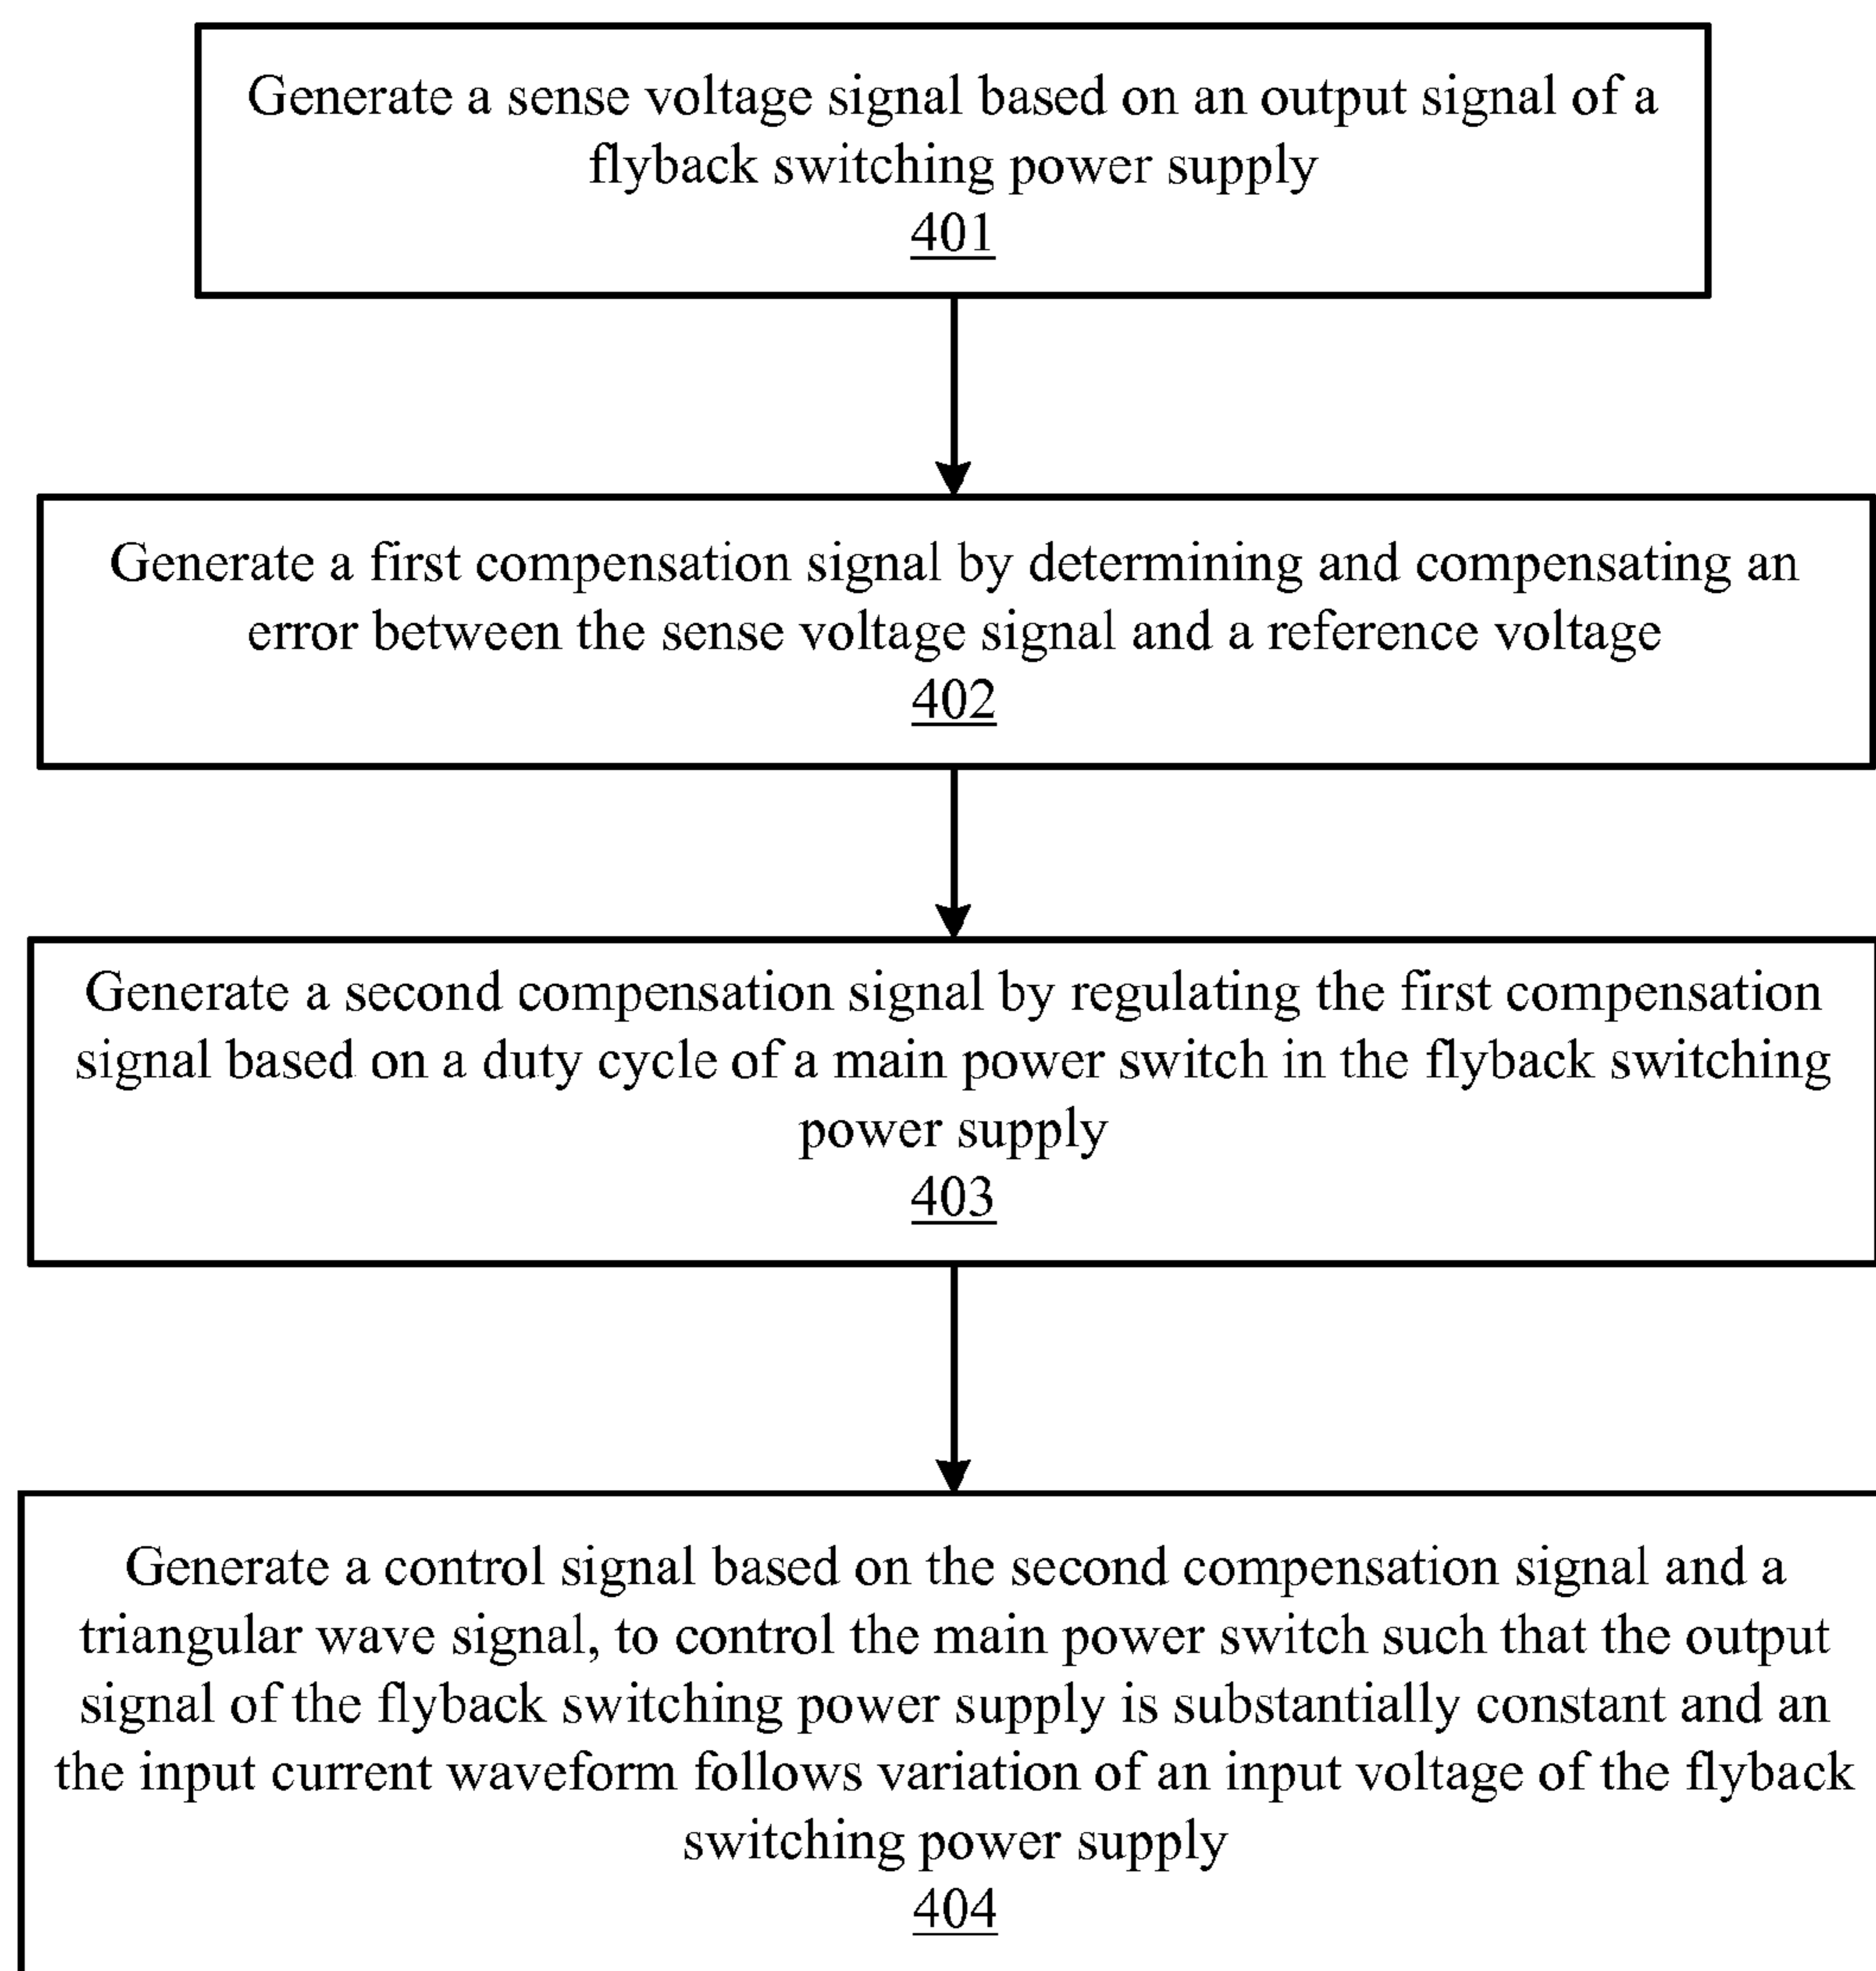 Generate a sense voltage signal based on an output signal of a
flyback switching power supply
401
Generate a first compensation signal by determining and compensating an
error between the sense voltage signal and a reference voltage
402
Generate a second compensation signal by regulating the first compensation
signal based on a duty cycle of a main power switch in the flyback switching
power supply
403
Generate a control signal based on the second compensation signal and a
triangular wave signal, to control the main power switch such that the output
signal of the flyback switching power supply is substantially constant and an
the input current waveform follows variation of an input voltage of the flyback
switching power supply
404